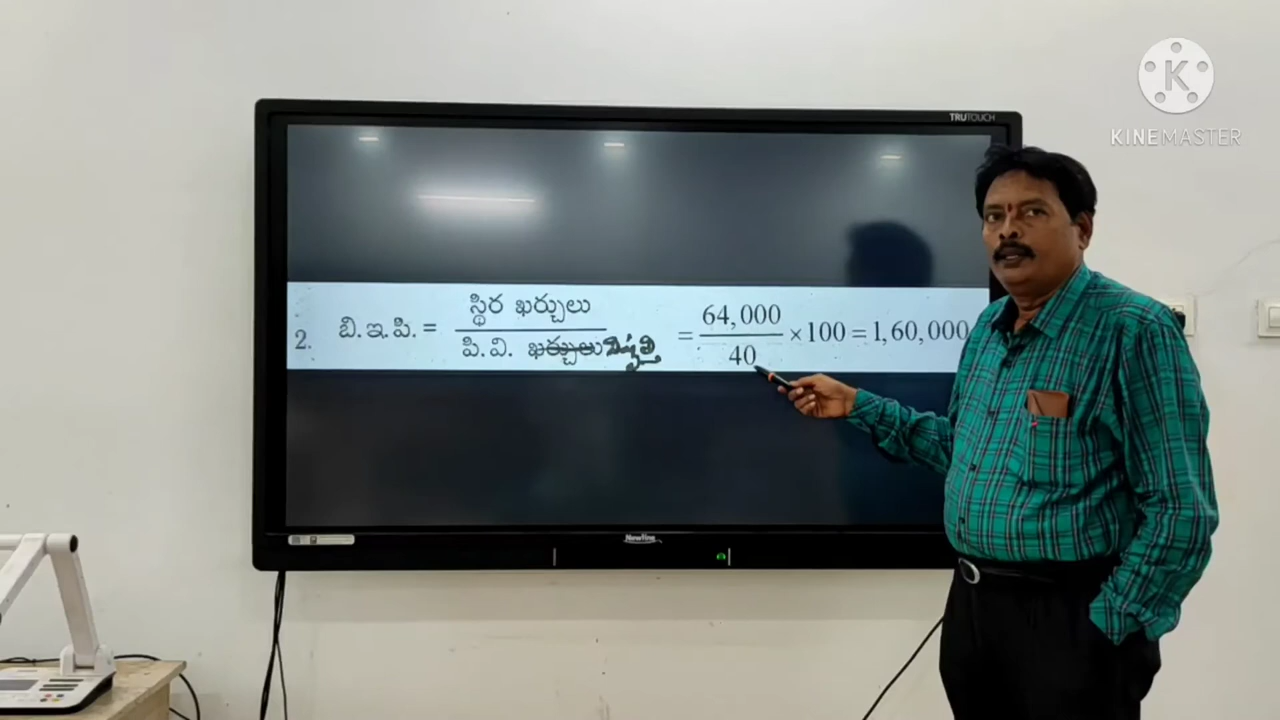 TRUTOUCH
KINEMASTER
2. బి.ఇ.పి. = స్థిర ఖర్చులు / పి.వి. ఖర్చులు నిష్పత్తి = 64,000 / 40 ×100 = 1,60,000
Newline